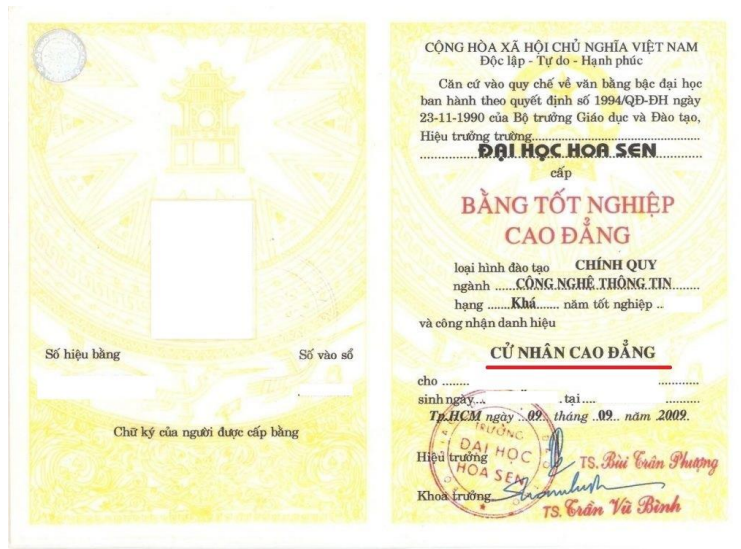 Số hiệu bằng
Số vào sổ
Chữ ký của người được cấp bằng
CỘNG HÒA XÃ HỘI CHỦ NGHĨA VIỆT NAM
Độc lập - Tự do - Hạnh phúc
Căn cứ vào quy chế về văn bằng bậc đại học
ban hành theo quyết định số 1994/QĐ-ĐH ngày
23-11-1990 của Bộ trưởng Giáo dục và Đào tạo,
Hiệu trưởng trường
ĐẠI HỌC HOA SEN
cấp
BẰNG TỐT NGHIỆP
CAO ĐẲNG
loại hình đào tạo CHÍNH QUY
ngành CÔNG NGHỆ THÔNG TIN
hạng Khá năm tốt nghiệp
và công nhận danh hiệu
CỬ NHÂN CAO ĐẲNG
cho
sinh ngày tại
Tp.HCM ngày 09 tháng 09 năm 2009.
Hiệu trưởng
TRƯỜNG
ĐẠI HỌC
HOA SEN
TS. Bùi Trân Phượng
Khoa trưởng
TS. Trần Vũ Bình